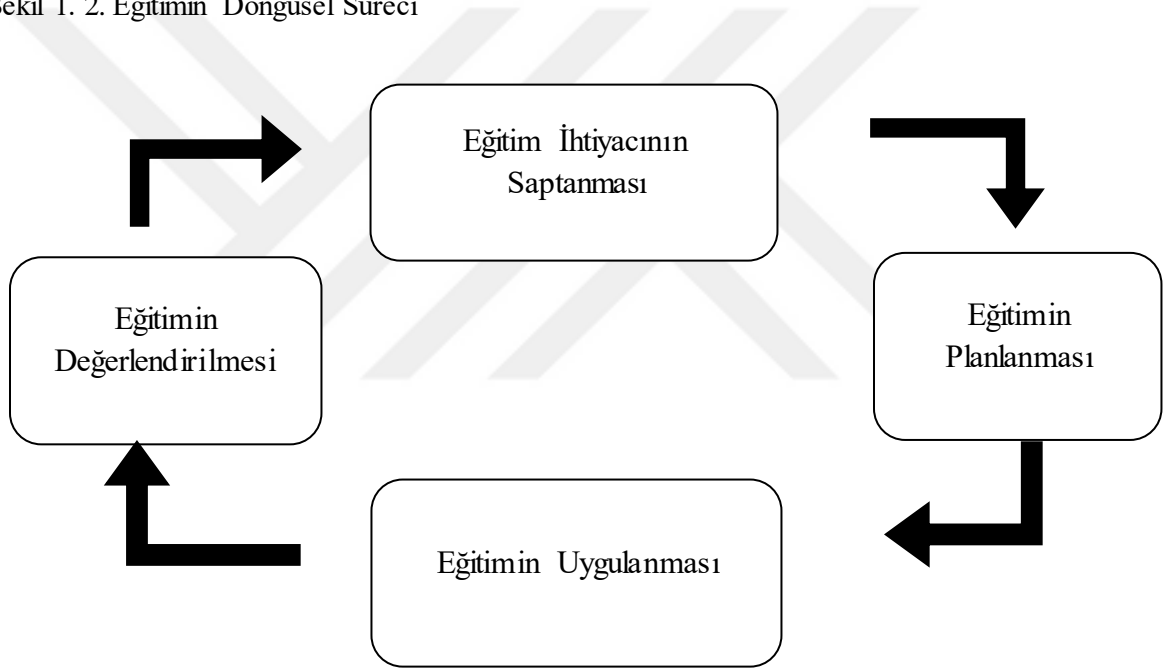 Şekil 1. 2. Eğitimin Döngüsel Süreci
Eğitim İhtiyacının
Saptanması
Eğitimin
Değerlendirilmesi
Eğitimin
Planlanması
Eğitimin Uygulanması